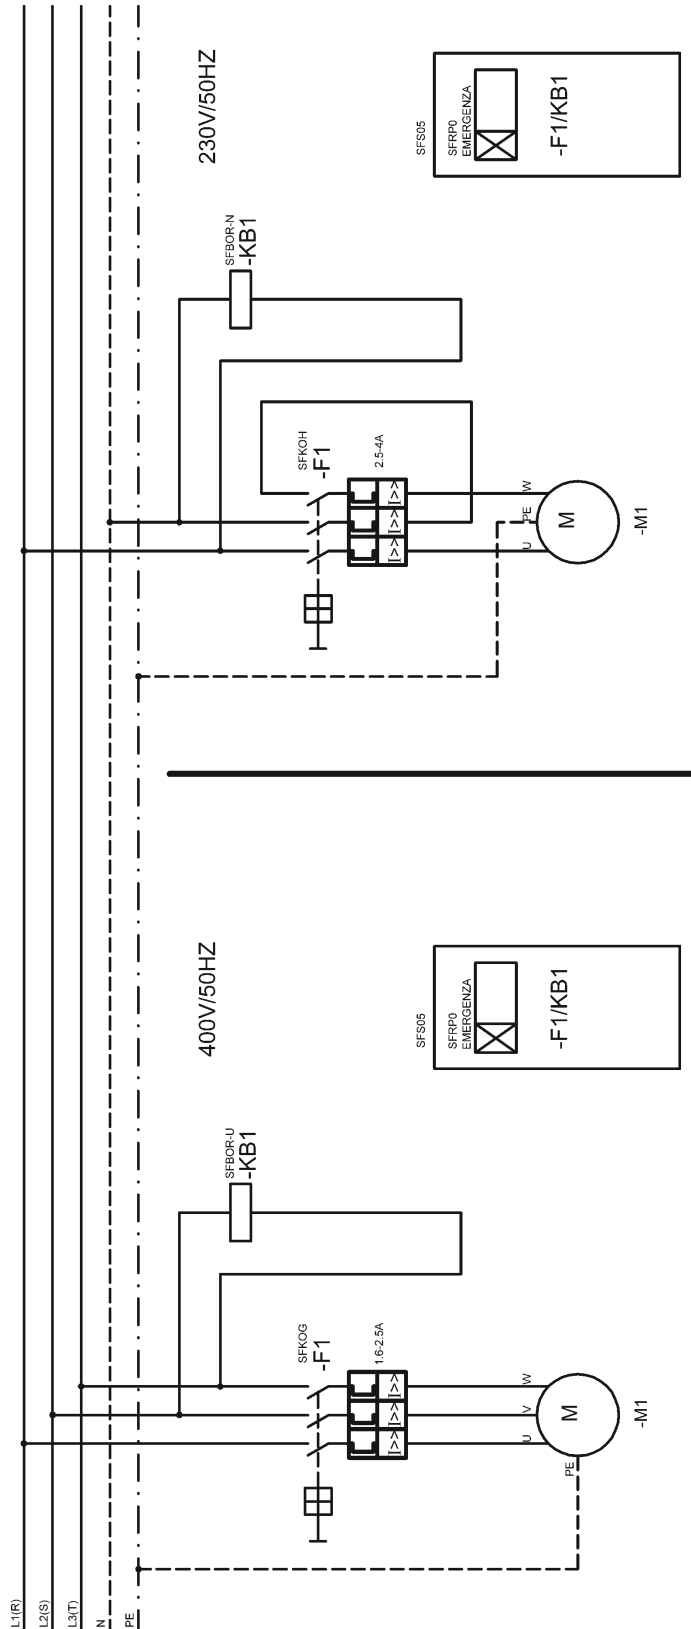 230V/50HZ
SFS05
SFRP0
EMERGENZA
-F1/KB1
SFBOR-N
-KB1
SFKOH
-F1
2.5-4A
I>>
I>>
I>>
W
PE
U
M
-M1
400V/50HZ
SFS05
SFRP0
EMERGENZA
-F1/KB1
SFBOR-U
-KB1
SFKOG
-F1
1.6-2.5A
I>>
I>>
I>>
W
V
U
PE
M
-M1
L1(R)
L2(S)
L3(T)
N
PE